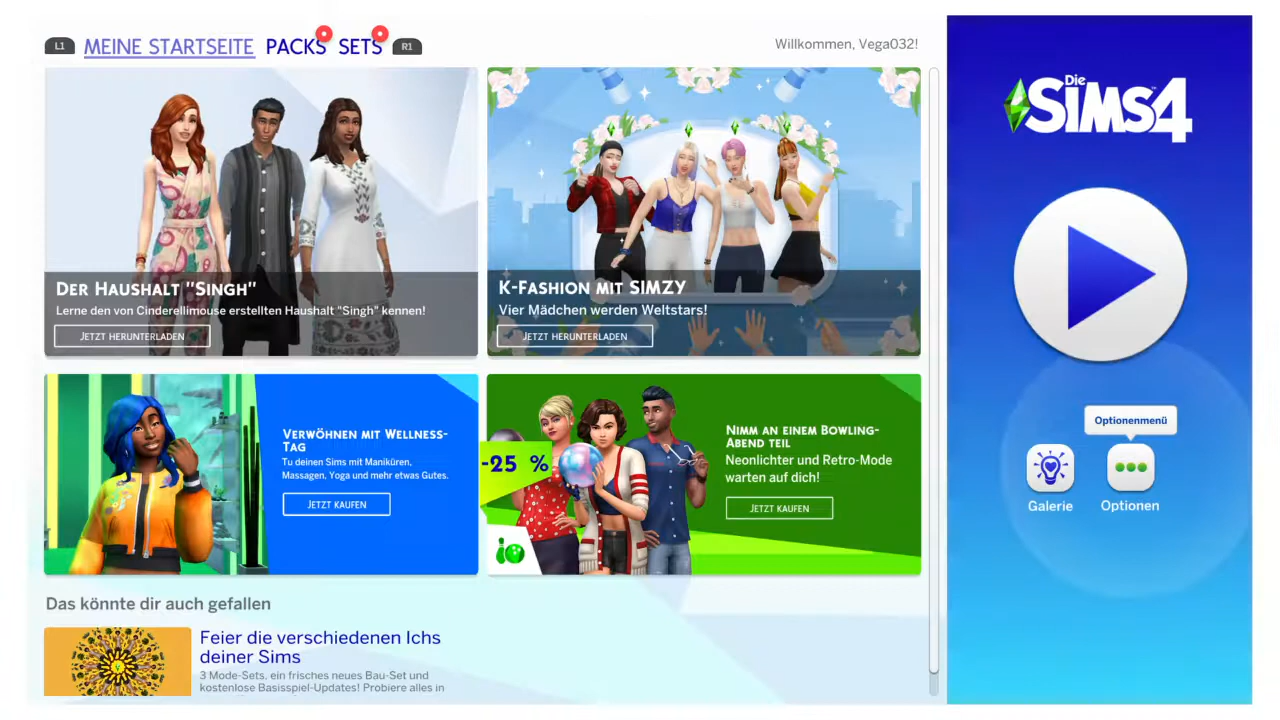 L1 MEINE STARTSEITE PACKS SETS R1
Willkommen, Vega032!
DER HAUSHALT "SINGH"
Lerne den von Cinderellimouse erstellten Haushalt "Singh" kennen!
JETZT HERUNTERLADEN
K-FASHION MIT SIMZY
Vier Mädchen werden Weltstars!
JETZT HERUNTERLADEN
VERWÖHNEN MIT WELLNESS-
TAG
Tu deinen Sims mit Maniküren,
Massagen, Yoga und mehr etwas Gutes.
JETZT KAUFEN
-25 %
NIMM AN EINEM BOWLING-
ABEND TEIL
Neonlichter und Retro-Mode
warten auf dich!
JETZT KAUFEN
Das könnte dir auch gefallen
Feier die verschiedenen Ichs
deiner Sims
3 Mode-Sets, ein frisches neues Bau-Set und
kostenlose Basisspiel-Updates! Probiere alles in
Die
SIMS4
Optionenmenü
Galerie
Optionen